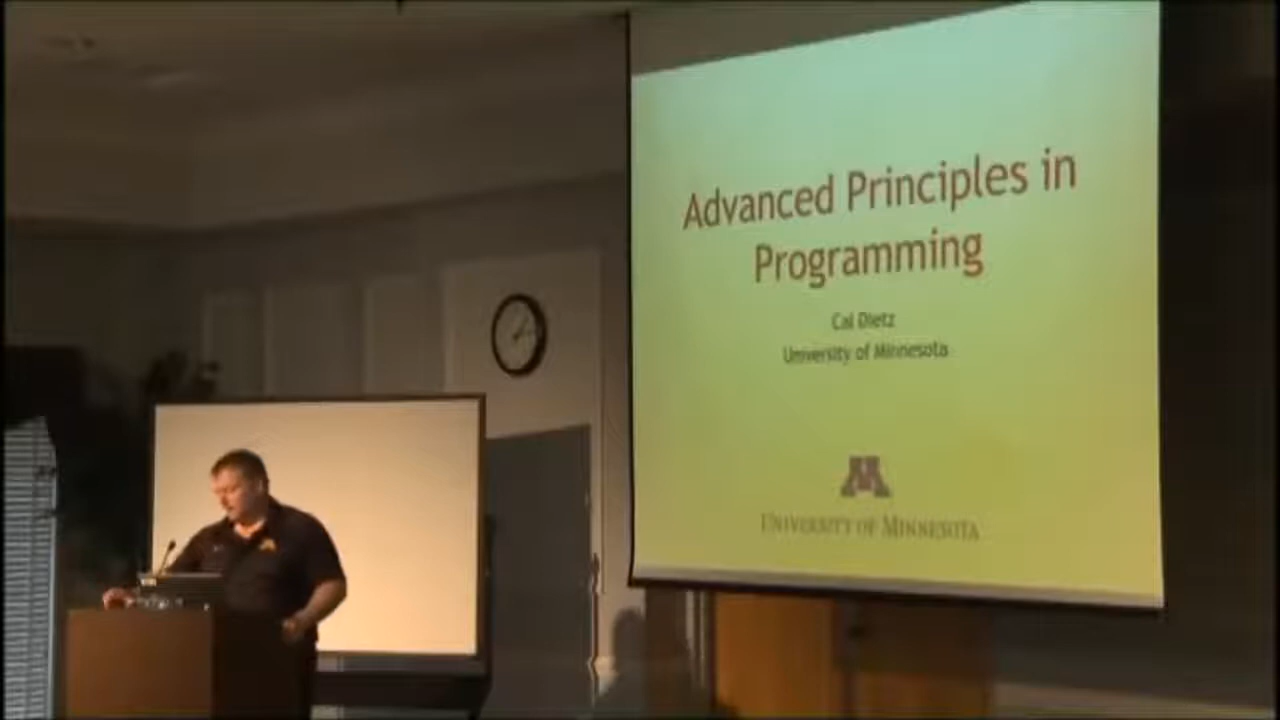 Advanced Principles in
Programming
Cal Dietz
University of Minnesota
M
UNIVERSITY OF MINNESOTA